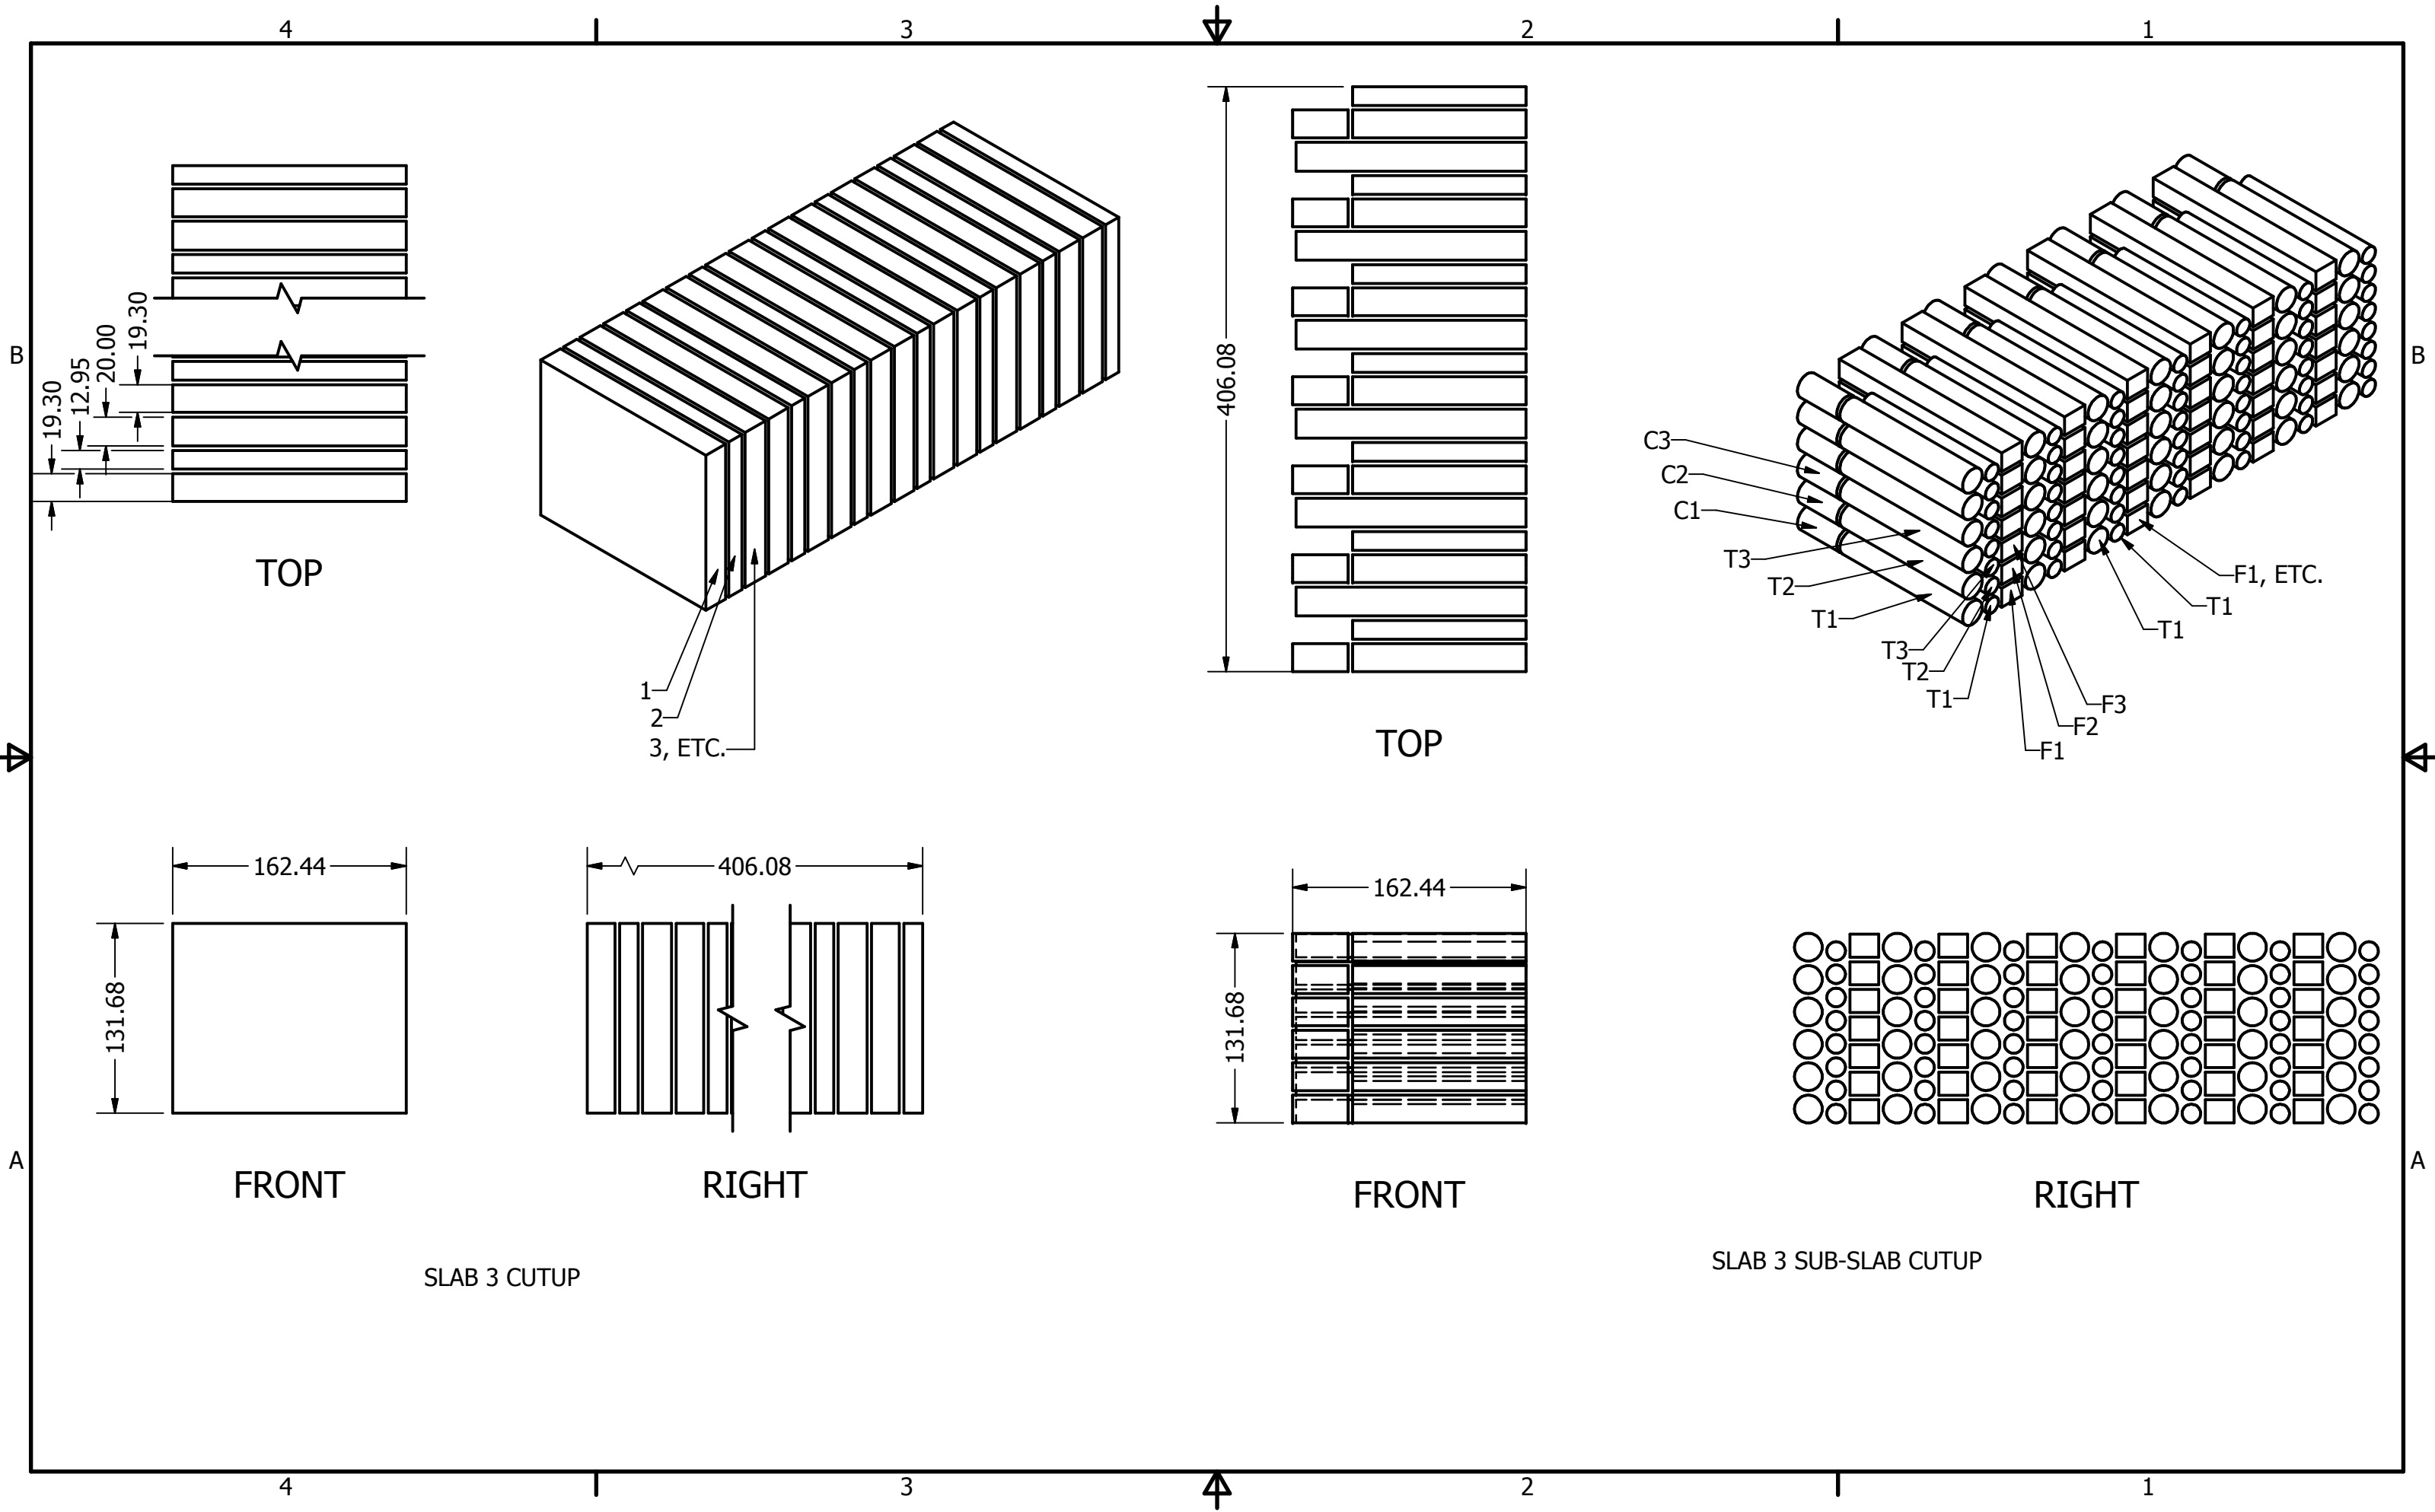 4 3 2 1
B B
A A
19.30
12.95
20.00
19.30
TOP
1
2
3, ETC.
406.08
TOP
C3
C2
C1
T3
T2
T1
T3
T2
T1
F1, ETC.
T1
T1
F3
F2
F1
162.44
131.68
FRONT
406.08
RIGHT
SLAB 3 CUTUP
162.44
131.68
FRONT
RIGHT
SLAB 3 SUB-SLAB CUTUP
4 3 2 1